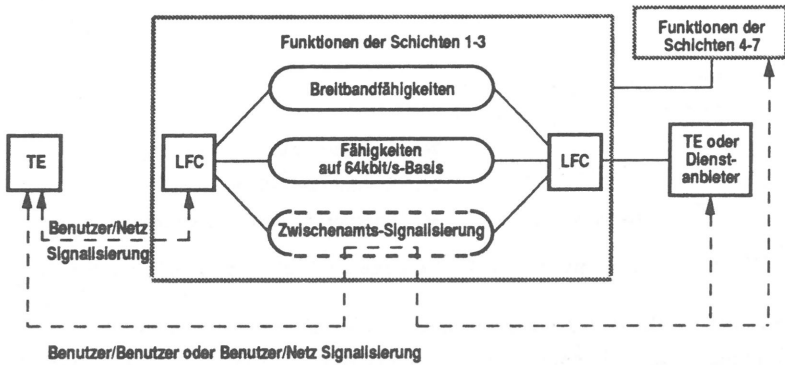 Funktionen der Schichten 1-3
Funktionen der
Schichten 4-7
Breitbandfähigkeiten
TE
LFC
Fähigkeiten
auf 64kbit/s-Basis
LFC
TE oder
Dienst-
anbieter
Benutzer/Netz
Signalisierung
Zwischenamts-Signalisierung
Benutzer/Benutzer oder Benutzer/Netz Signalisierung